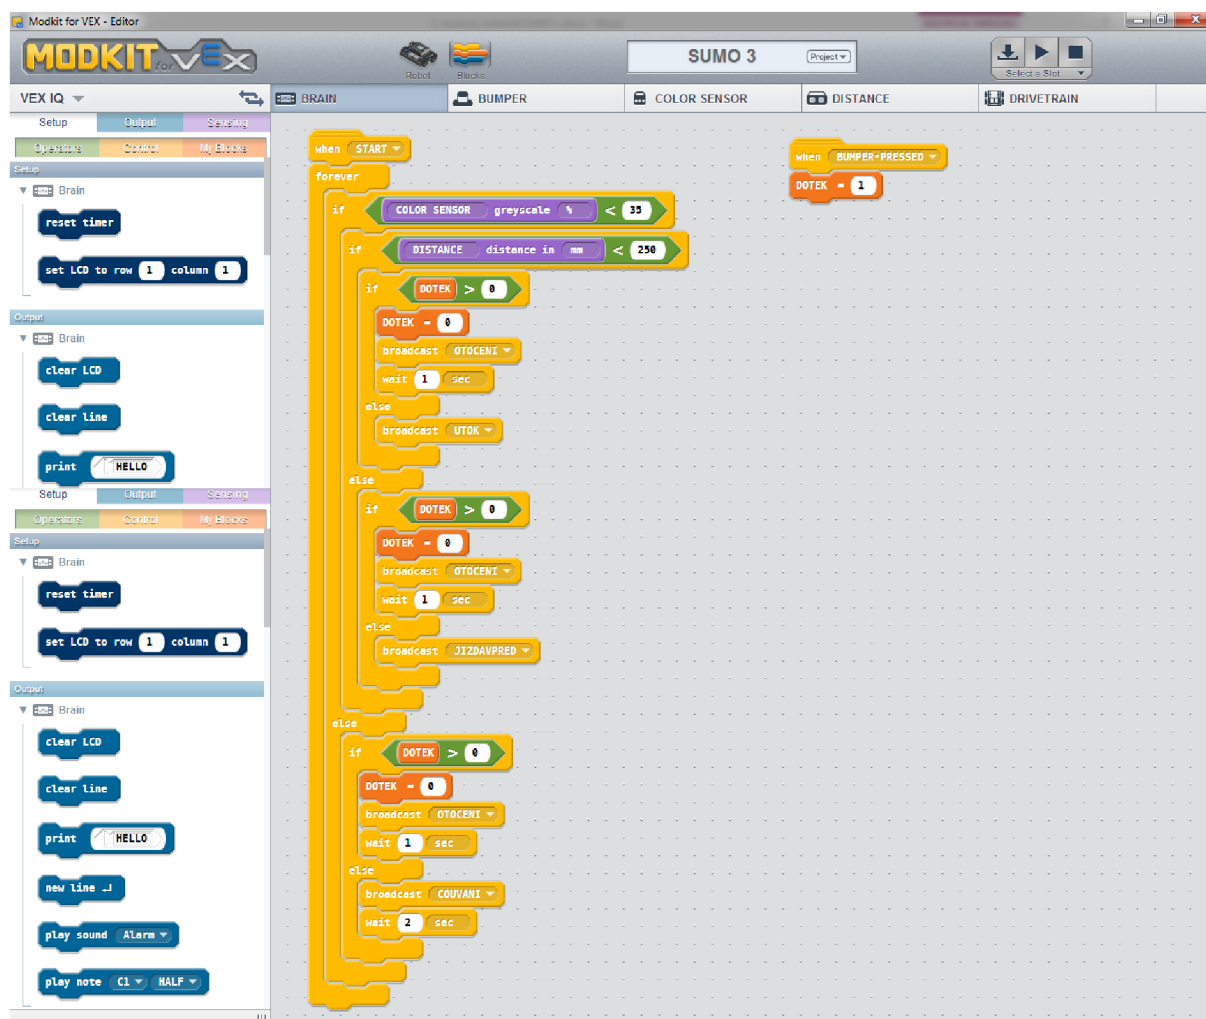 Modkit for VEX - Editor
MODKIT for VEX
Robot
Blocks
SUMO 3
Project
Select a Slot
VEX IQ
BRAIN
BUMPER
COLOR SENSOR
DISTANCE
DRIVETRAIN
Setup Output Sensing
Operators Control My Blocks
Setup
Brain
reset timer
set LCD to row 1 column 1
Output
Brain
clear LCD
clear line
print HELLO
Setup Output Sensing
Operators Control My Blocks
Setup
Brain
reset timer
set LCD to row 1 column 1
Output
Brain
clear LCD
clear line
print HELLO
new line
play sound Alarm
play note C1 HALF
when START
forever
if COLOR SENSOR greyscale % < 35
if DISTANCE distance in mm < 250
if DOTEK > 0
DOTEK = 0
broadcast OTOCENI
wait 1 sec
else
broadcast UTOK
else
if DOTEK > 0
DOTEK = 0
broadcast OTOCENI
wait 1 sec
else
broadcast JIZDAVPRED
else
if DOTEK > 0
DOTEK = 0
broadcast OTOCENI
wait 1 sec
else
broadcast COUVANI
wait 2 sec
when BUMPER•PRESSED
DOTEK = 1